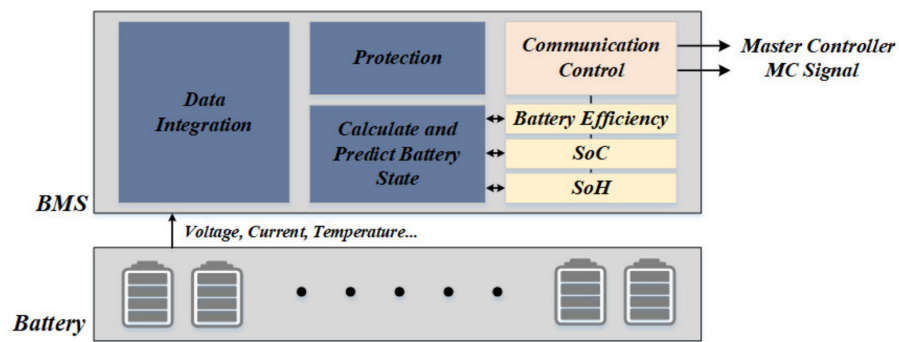 Data
Integration
Protection
Communication
Control
Master Controller
MC Signal
Calculate and
Predict Battery
State
Battery Efficiency
SoC
SoH
BMS
Voltage, Current, Temperature...
Battery